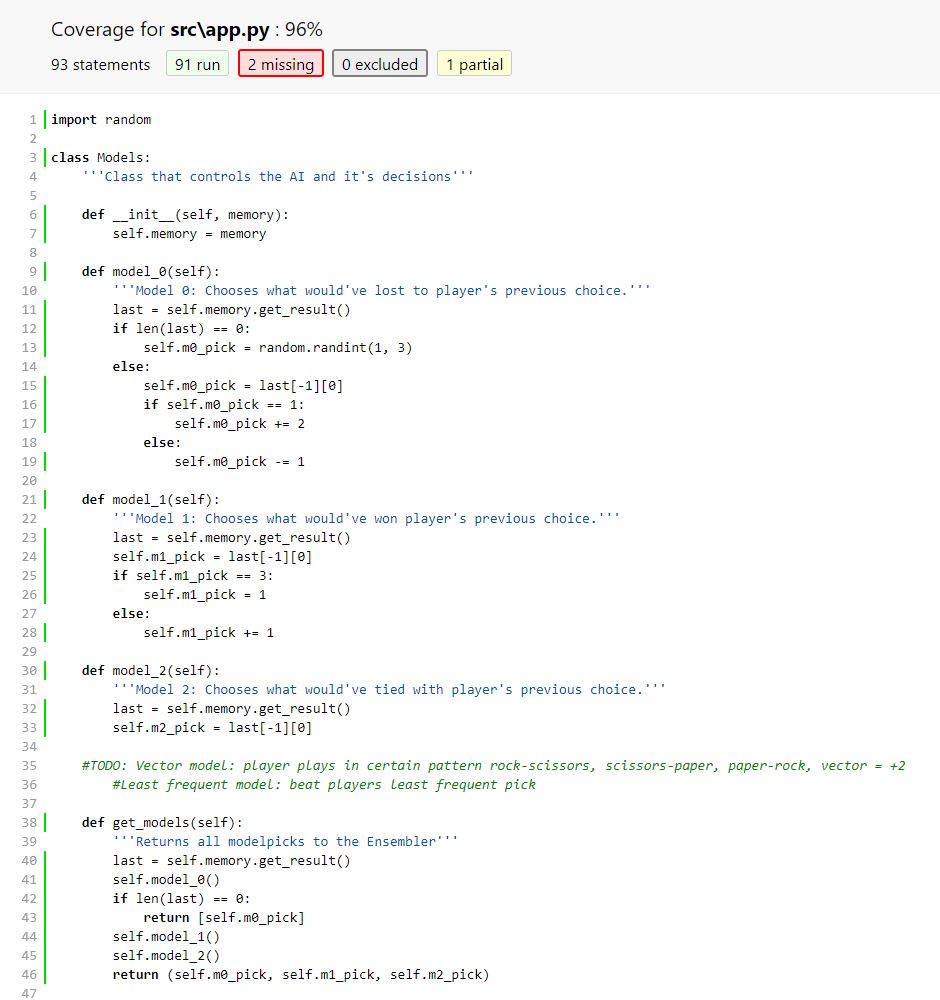 Coverage for src\app.py : 96%
93 statements 91 run 2 missing 0 excluded 1 partial
1 import random
2
3 class Models:
4 '''Class that controls the AI and it's decisions'''
5
6 def __init__(self, memory):
7 self.memory = memory
8
9 def model_0(self):
10 '''Model 0: Chooses what would've lost to player's previous choice.'''
11 last = self.memory.get_result()
12 if len(last) == 0:
13 self.m0_pick = random.randint(1, 3)
14 else:
15 self.m0_pick = last[-1][0]
16 if self.m0_pick == 1:
17 self.m0_pick += 2
18 else:
19 self.m0_pick -= 1
20
21 def model_1(self):
22 '''Model 1: Chooses what would've won player's previous choice.'''
23 last = self.memory.get_result()
24 self.m1_pick = last[-1][0]
25 if self.m1_pick == 3:
26 self.m1_pick = 1
27 else:
28 self.m1_pick += 1
29
30 def model_2(self):
31 '''Model 2: Chooses what would've tied with player's previous choice.'''
32 last = self.memory.get_result()
33 self.m2_pick = last[-1][0]
34
35 #TODO: Vector model: player plays in certain pattern rock-scissors, scissors-paper, paper-rock, vector = +2
36 #Least frequent model: beat players least frequent pick
37
38 def get_models(self):
39 '''Returns all modelpicks to the Ensembler'''
40 last = self.memory.get_result()
41 self.model_0()
42 if len(last) == 0:
43 return [self.m0_pick]
44 self.model_1()
45 self.model_2()
46 return (self.m0_pick, self.m1_pick, self.m2_pick)
47